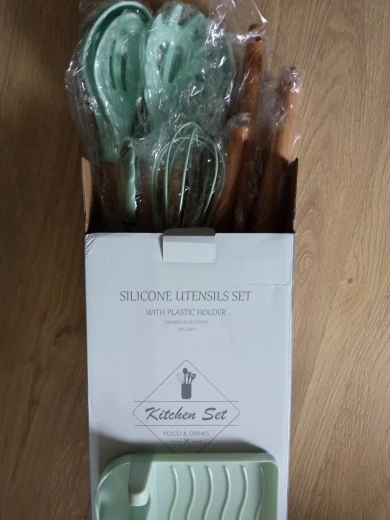 SILICONE UTENSILS SET
WITH PLASTIC HOLDER
Kitchen Set
FOOD & DRINKS